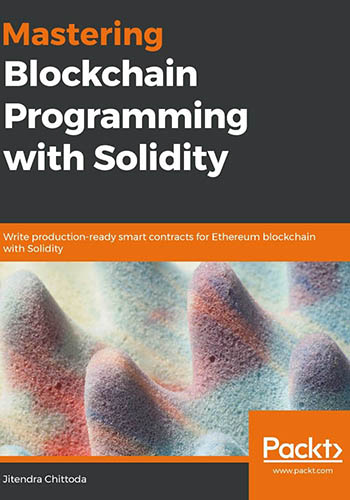 Mastering
Blockchain
Programming
with Solidity
Write production-ready smart contracts for Ethereum blockchain
with Solidity
Packt>
www.packt.com
Jitendra Chittoda